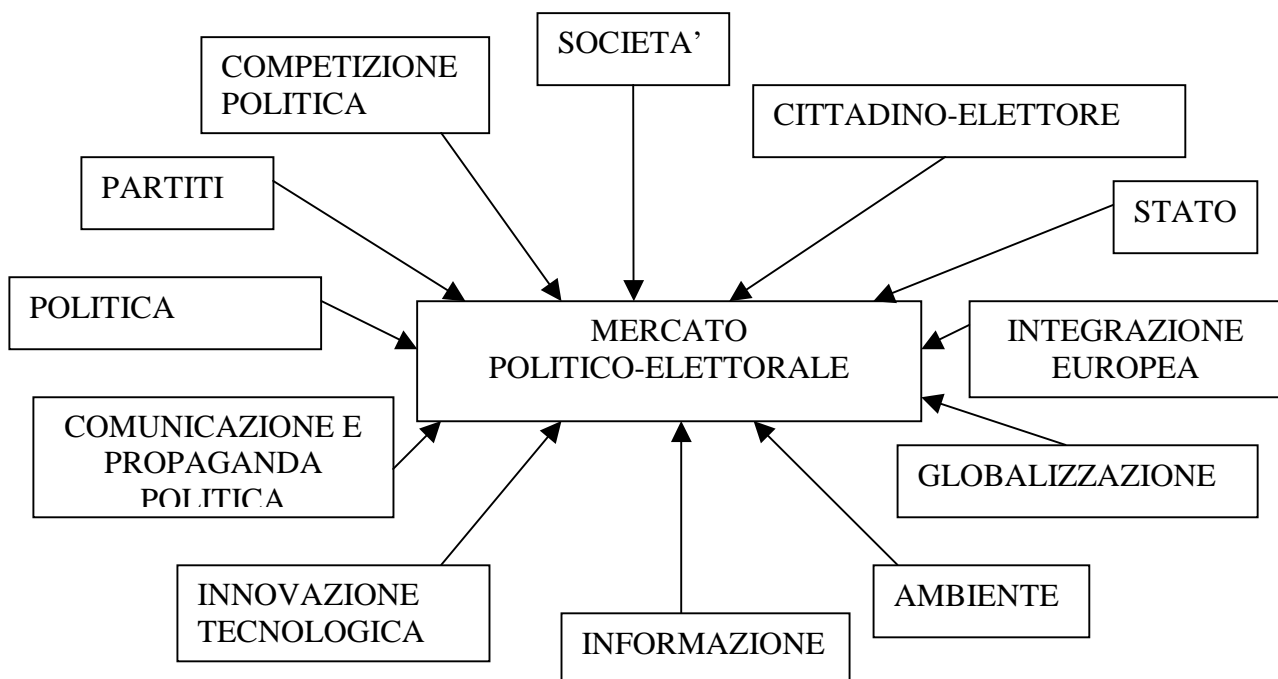 SOCIETA’
COMPETIZIONE
POLITICA
CITTADINO-ELETTORE
PARTITI
STATO
POLITICA
MERCATO
POLITICO-ELETTORALE
INTEGRAZIONE
EUROPEA
COMUNICAZIONE E
PROPAGANDA
POLITICA
GLOBALIZZAZIONE
INNOVAZIONE
TECNOLOGICA
AMBIENTE
INFORMAZIONE